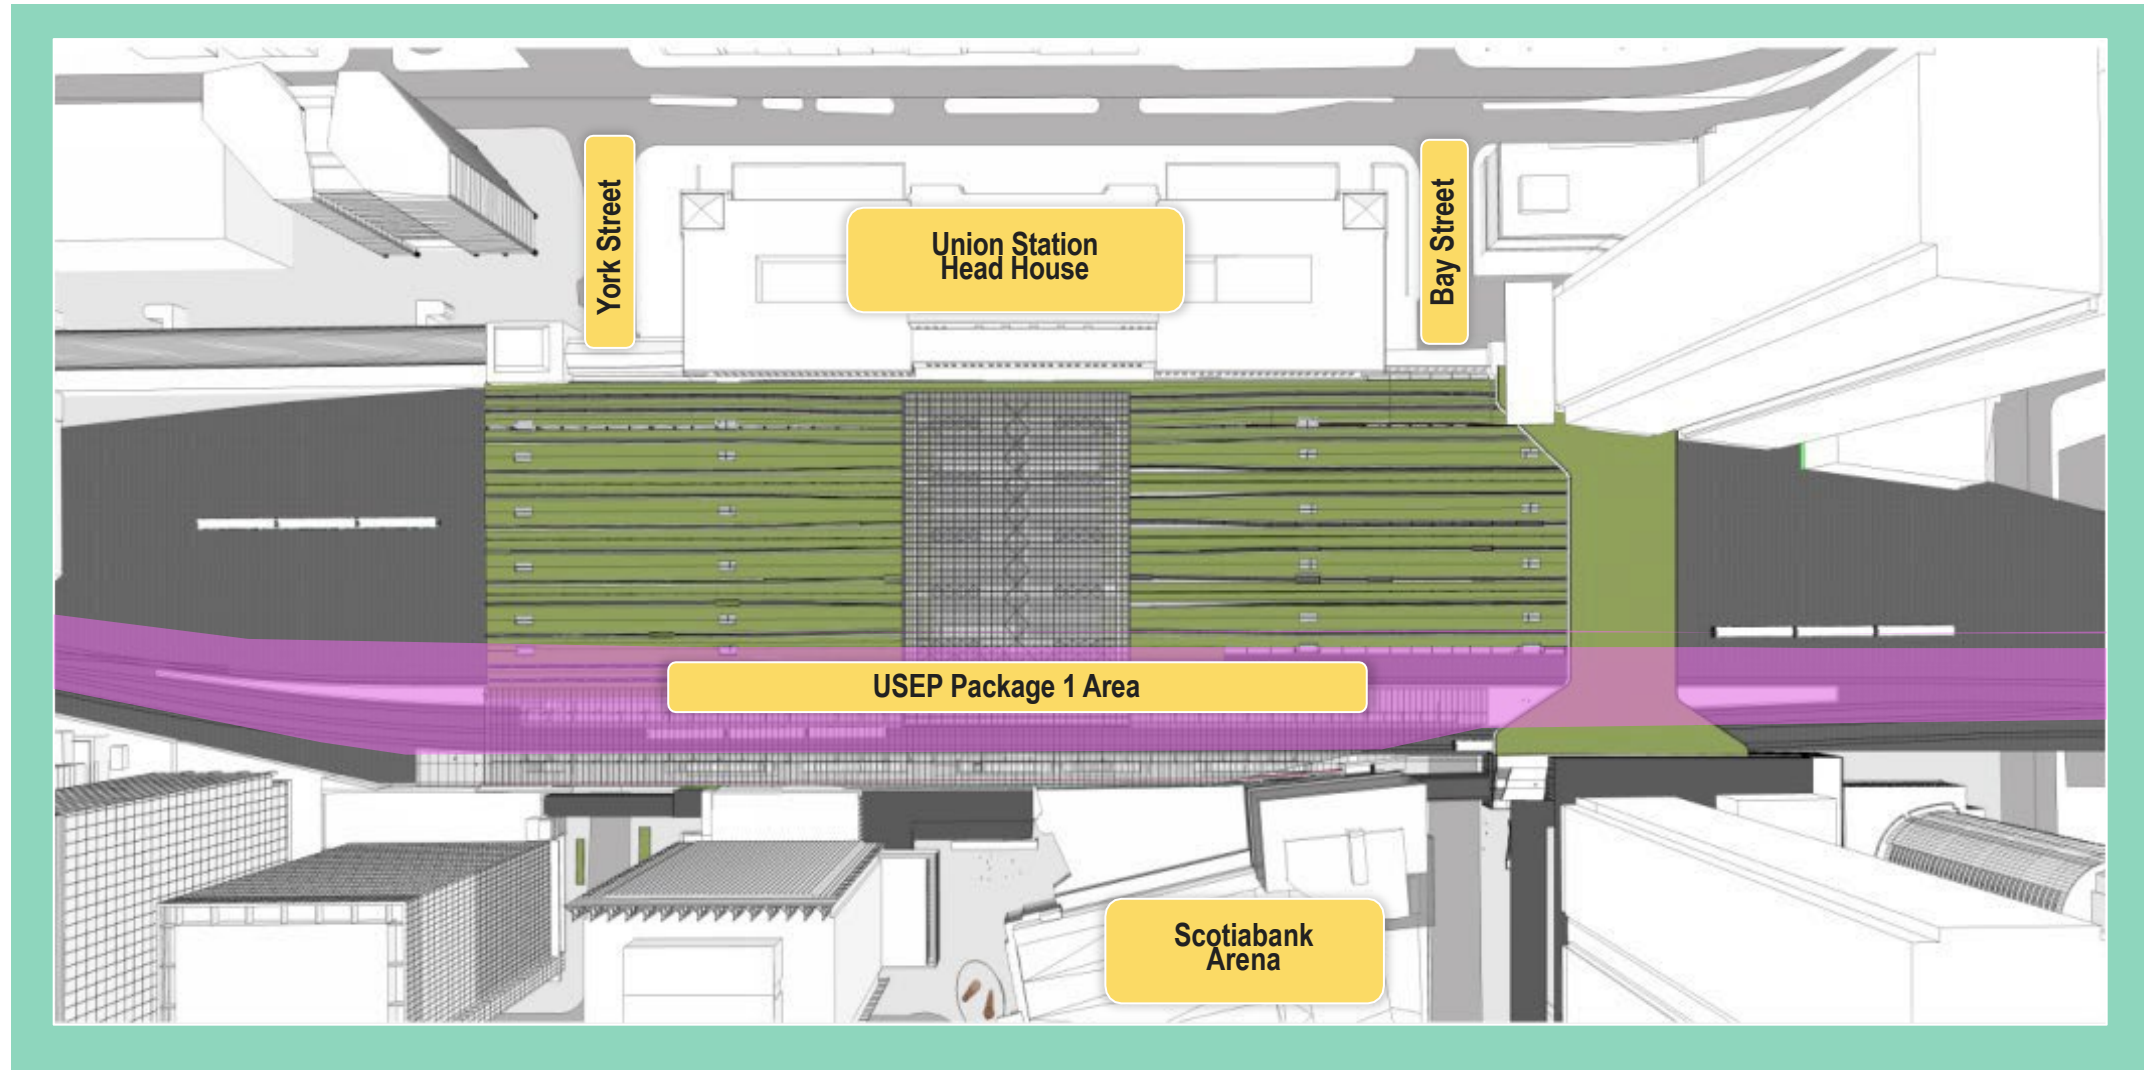 York Street
Union Station
Head House
Bay Street
USEP Package 1 Area
Scotiabank
Arena